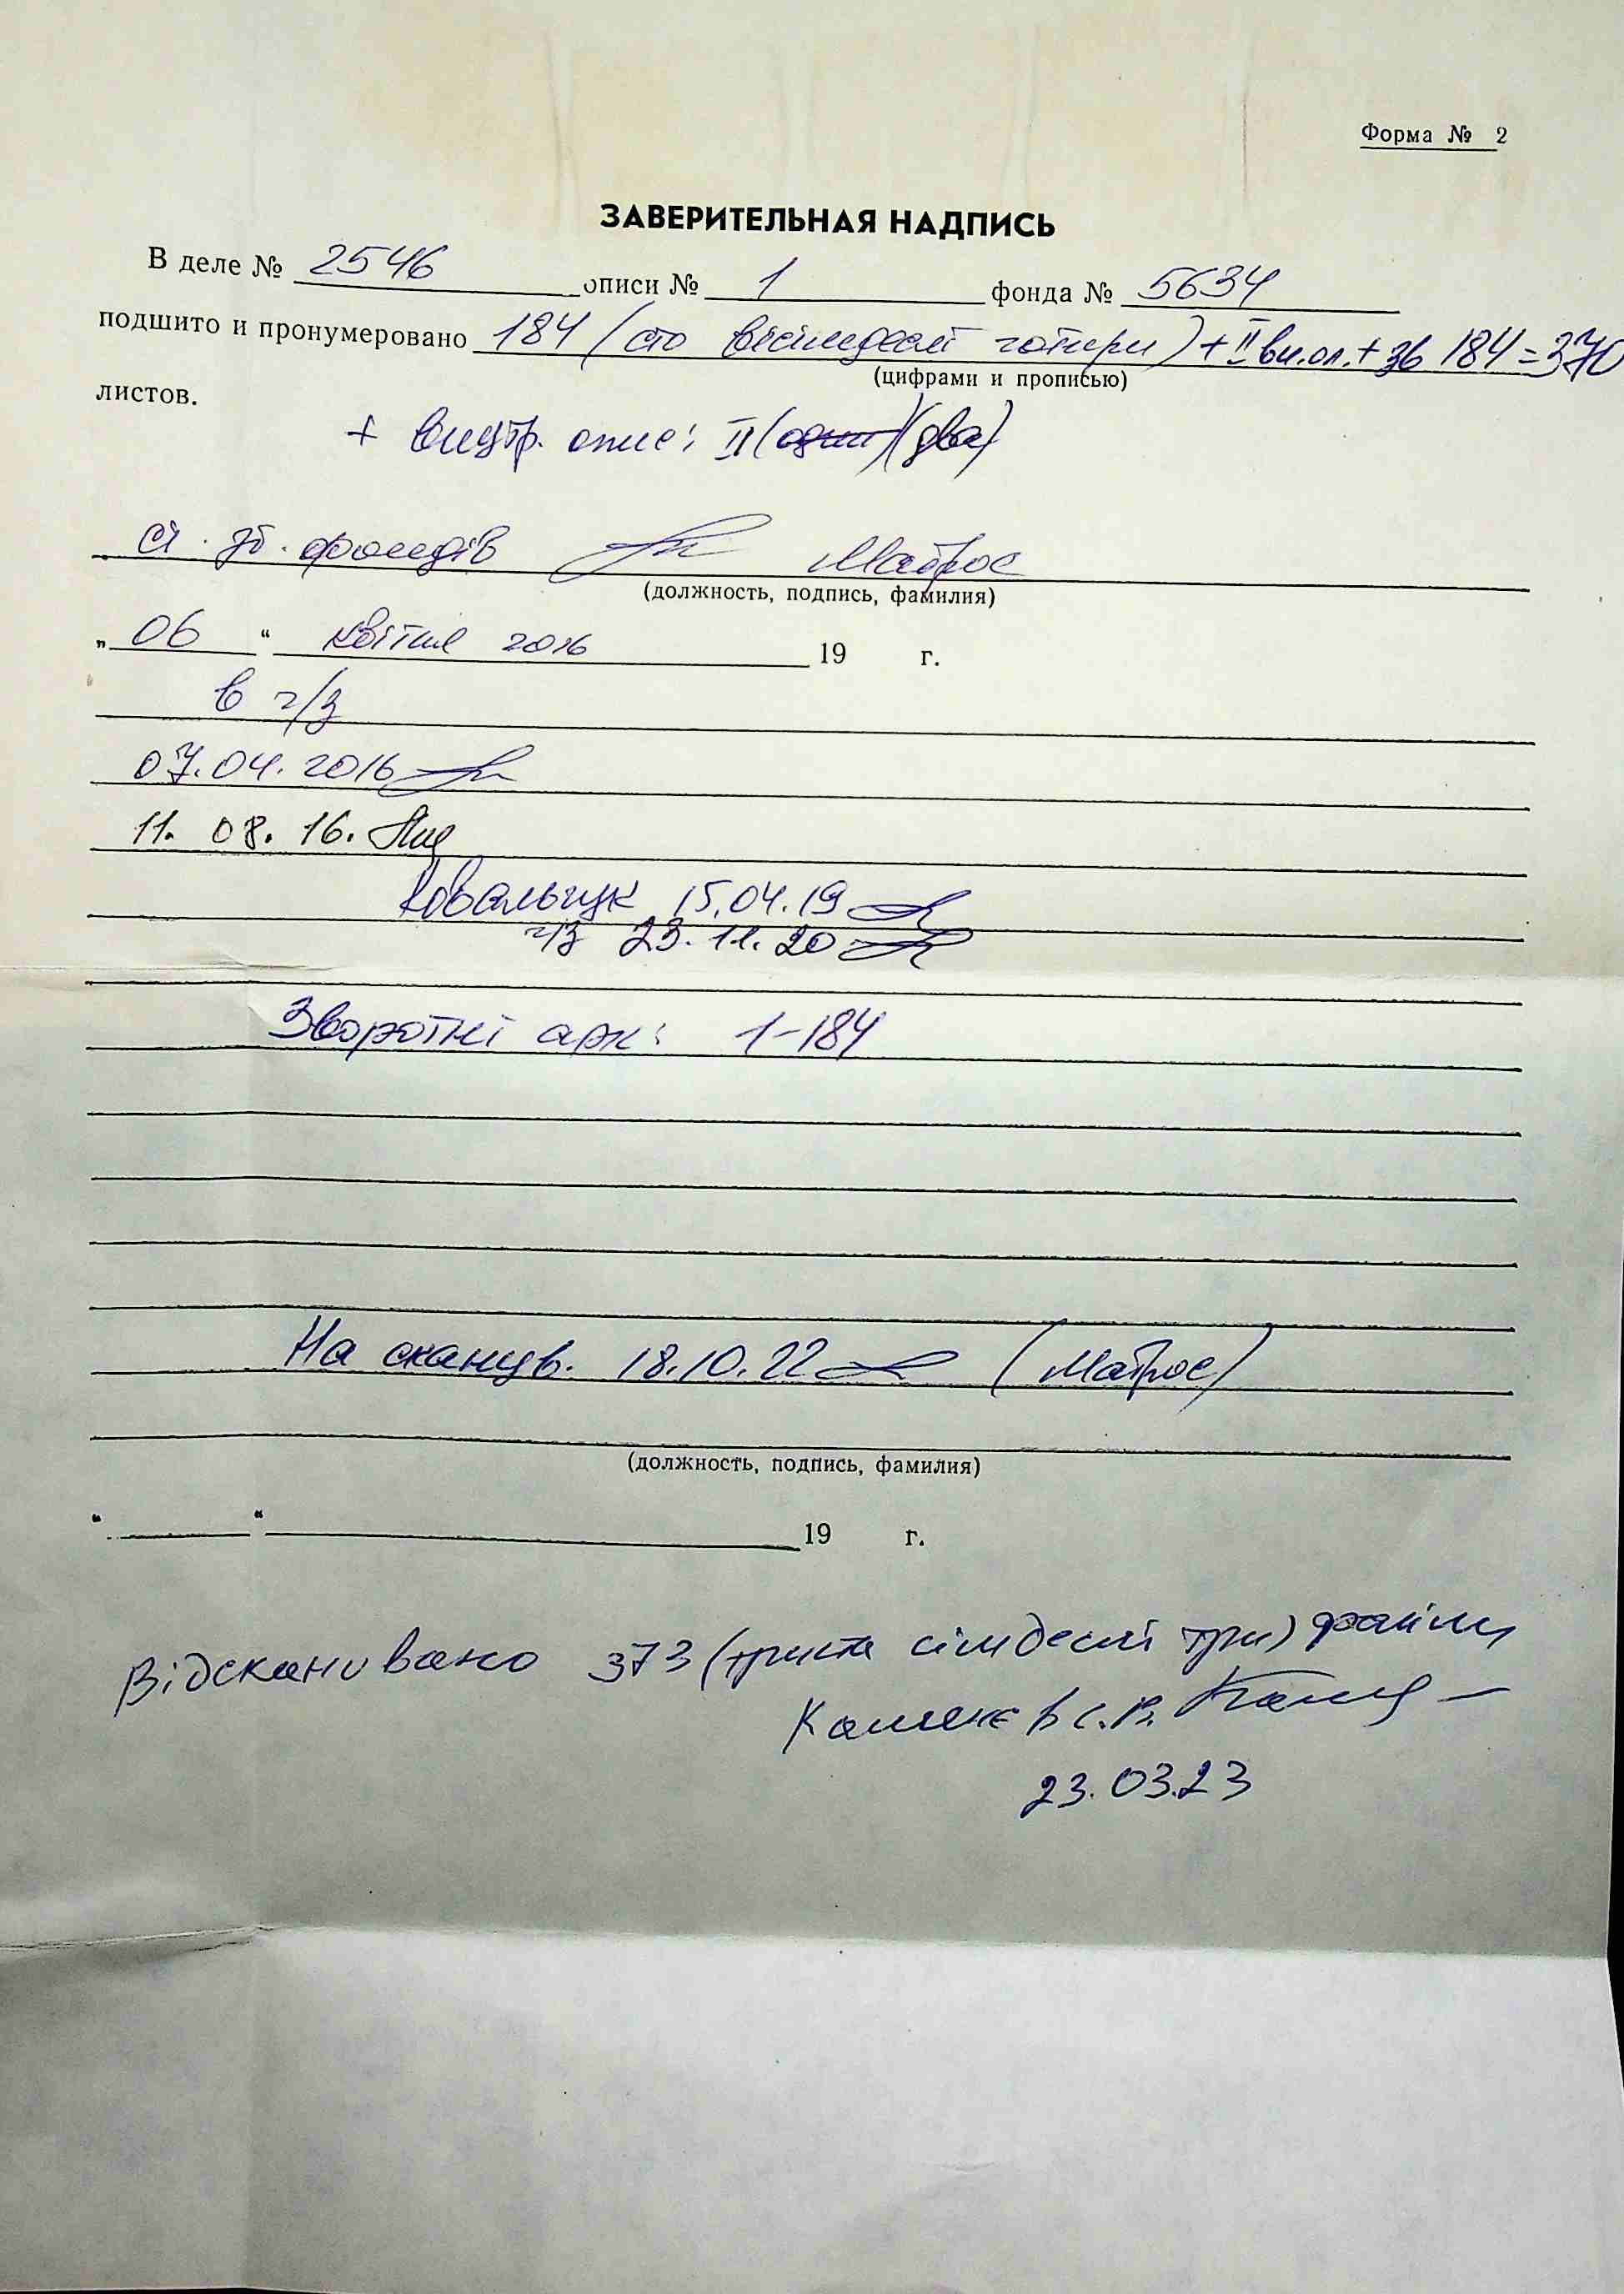 Форма № 2
ЗАВЕРИТЕЛЬНАЯ НАДПИСЬ
В деле № 2546 описи № 1 фонда № 5634
подшито и пронумеровано 184 (сто вісімдесят чотири) + II вн.оп. + зв 184 = 370
(цифрами и прописью)
листов.
+ внутр. опис: II (один) (два)
ст. зб. фондів Матрос
(должность, подпись, фамилия)
„ 06 “ квітня 2016 19 г.
в ч/з
07.04.2016
11. 08. 16.
Ковальчук 15.04.19
ч/з 23.11.20
Зворотні арк: 1-184
На сканув. 18.10.22 (Матрос)
(должность, подпись, фамилия)
“ “ 19 г.
Відскановано 373 (триста сімдесят три) файли
23.03.23